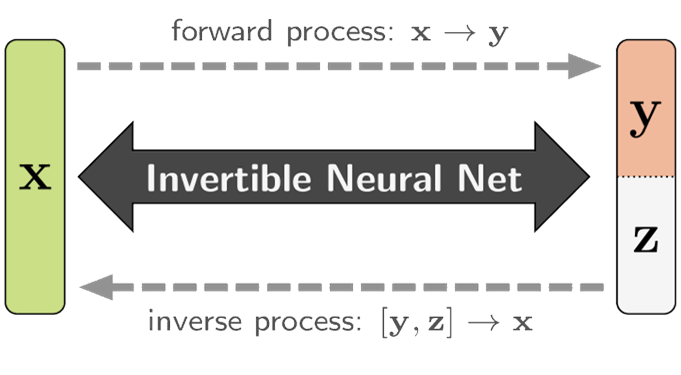 forward process: x → y
x
Invertible Neural Net
y
z
inverse process: [y, z] → x